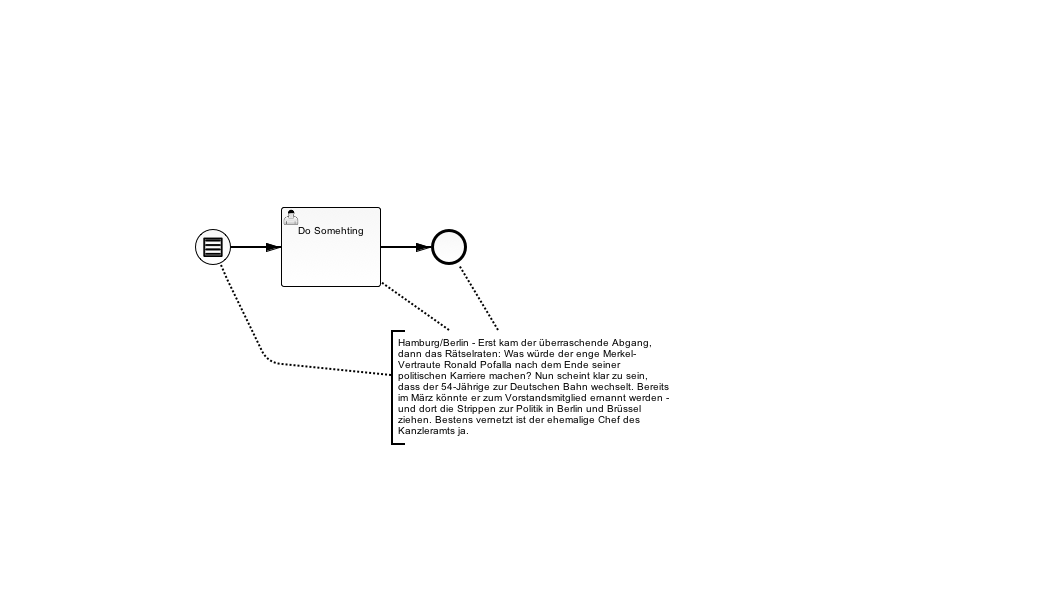 Do Somehting
Hamburg/Berlin - Erst kam der überraschende Abgang,
dann das Rätselraten: Was würde der enge Merkel-
Vertraute Ronald Pofalla nach dem Ende seiner
politischen Karriere machen? Nun scheint klar zu sein,
dass der 54-Jährige zur Deutschen Bahn wechselt. Bereits
im März könnte er zum Vorstandsmitglied ernannt werden -
und dort die Strippen zur Politik in Berlin und Brüssel
ziehen. Bestens vernetzt ist der ehemalige Chef des
Kanzleramts ja.